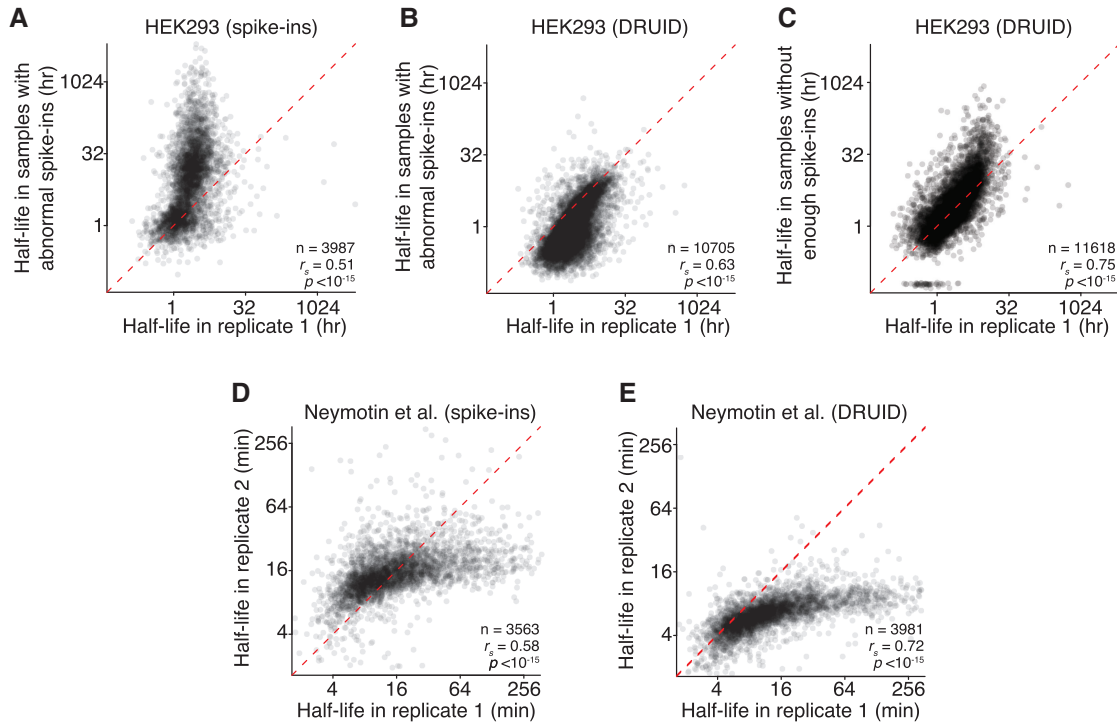 A
HEK293 (spike-ins)
Half-life in samples with
abnormal spike-ins (hr)
1024
32
1
n = 3987
rs = 0.51
p <10-15
1 32 1024
Half-life in replicate 1 (hr)
B
HEK293 (DRUID)
Half-life in samples with
abnormal spike-ins (hr)
1024
32
1
n = 10705
rs = 0.63
p <10-15
1 32 1024
Half-life in replicate 1 (hr)
C
HEK293 (DRUID)
Half-life in samples without
enough spike-ins (hr)
1024
32
1
n = 11618
rs = 0.75
p <10-15
1 32 1024
Half-life in replicate 1 (hr)
D
Neymotin et al. (spike-ins)
Half-life in replicate 2 (min)
256
64
16
4
n = 3563
rs = 0.58
p <10-15
4 16 64 256
Half-life in replicate 1 (min)
E
Neymotin et al. (DRUID)
Half-life in replicate 2 (min)
256
64
16
4
n = 3981
rs = 0.72
p <10-15
4 16 64 256
Half-life in replicate 1 (min)